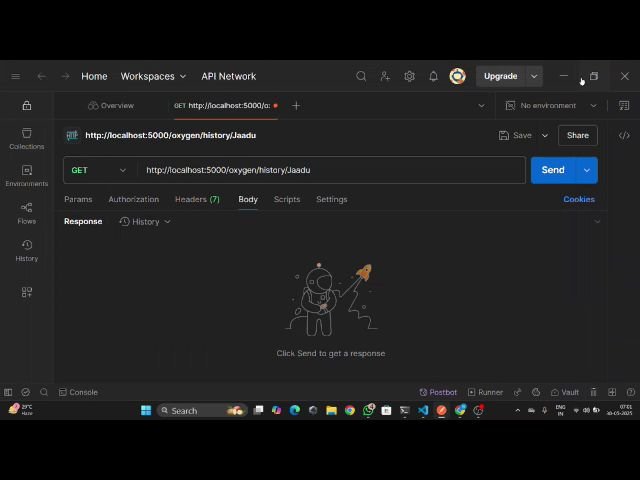 Home Workspaces API Network Upgrade
Overview GET http://localhost:5000/o: No environment
HTTP http://localhost:5000/oxygen/history/Jaadu Save Share
Collections
GET http://localhost:5000/oxygen/history/Jaadu Send
Environments
Params Authorization Headers (7) Body Scripts Settings Cookies
Flows
Response History
History
Click Send to get a response
Console Postbot Runner Vault
29°C
Haze
Search
ENG
IN
07:01
30-05-2025